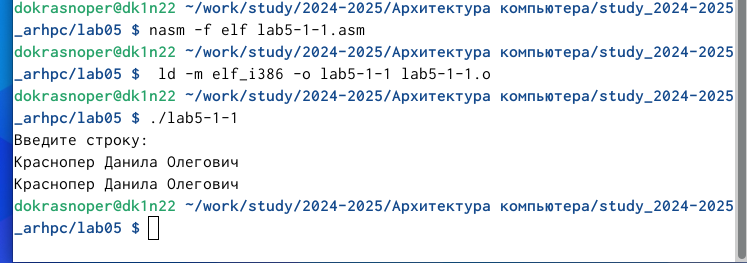 dokrasnoper@dk1n22 ~/work/study/2024-2025/Архитектура компьютера/study_2024-2025
_arhpc/lab05 $ nasm -f elf lab5-1-1.asm
dokrasnoper@dk1n22 ~/work/study/2024-2025/Архитектура компьютера/study_2024-2025
_arhpc/lab05 $  ld -m elf_i386 -o lab5-1-1 lab5-1-1.o
dokrasnoper@dk1n22 ~/work/study/2024-2025/Архитектура компьютера/study_2024-2025
_arhpc/lab05 $ ./lab5-1-1
Введите строку:
Краснопер Данила Олегович
Краснопер Данила Олегович
dokrasnoper@dk1n22 ~/work/study/2024-2025/Архитектура компьютера/study_2024-2025
_arhpc/lab05 $